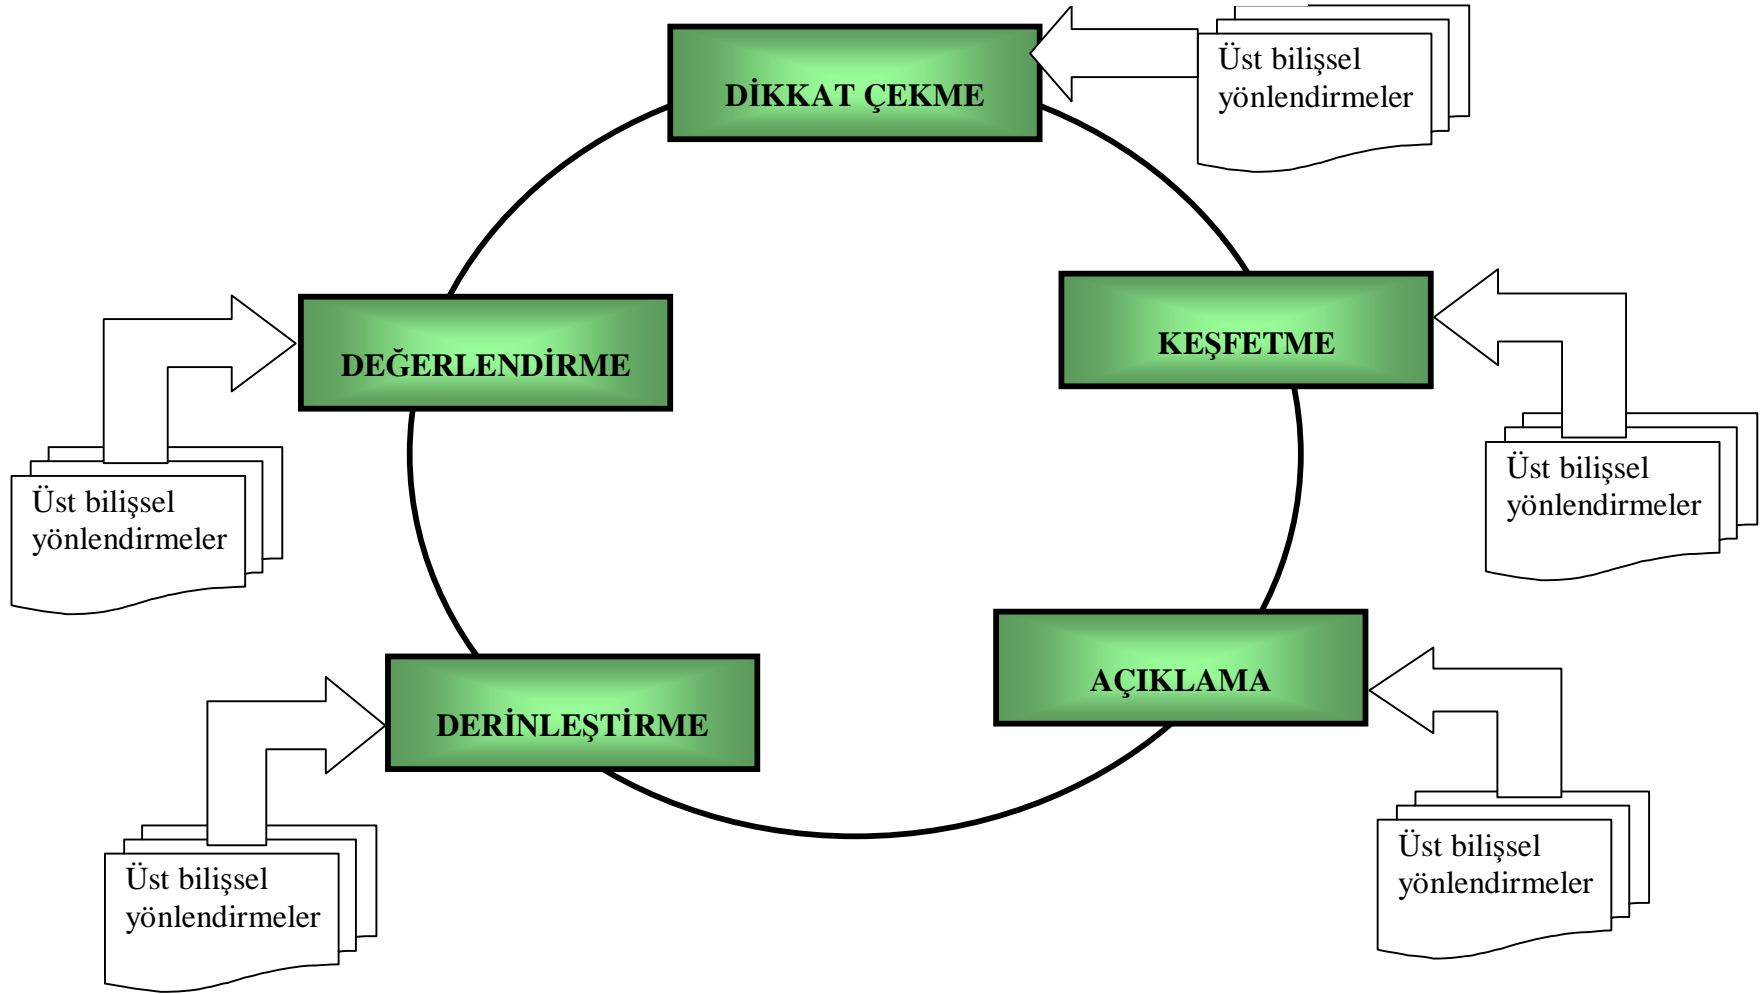 DİKKAT ÇEKME
Üst bilişsel
yönlendirmeler
KEŞFETME
Üst bilişsel
yönlendirmeler
AÇIKLAMA
Üst bilişsel
yönlendirmeler
DERİNLEŞTİRME
Üst bilişsel
yönlendirmeler
DEĞERLENDİRME
Üst bilişsel
yönlendirmeler